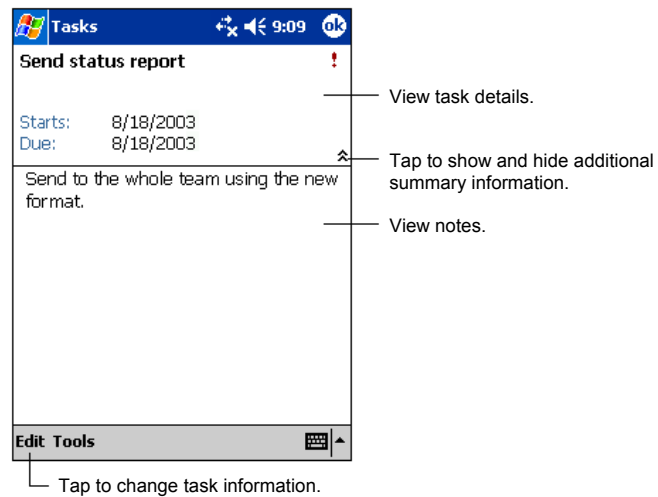 Tasks 9:09 ok
Send status report !
View task details.
Starts: 8/18/2003
Due: 8/18/2003
Tap to show and hide additional
summary information.
Send to the whole team using the new
format.
View notes.
Edit Tools
Tap to change task information.